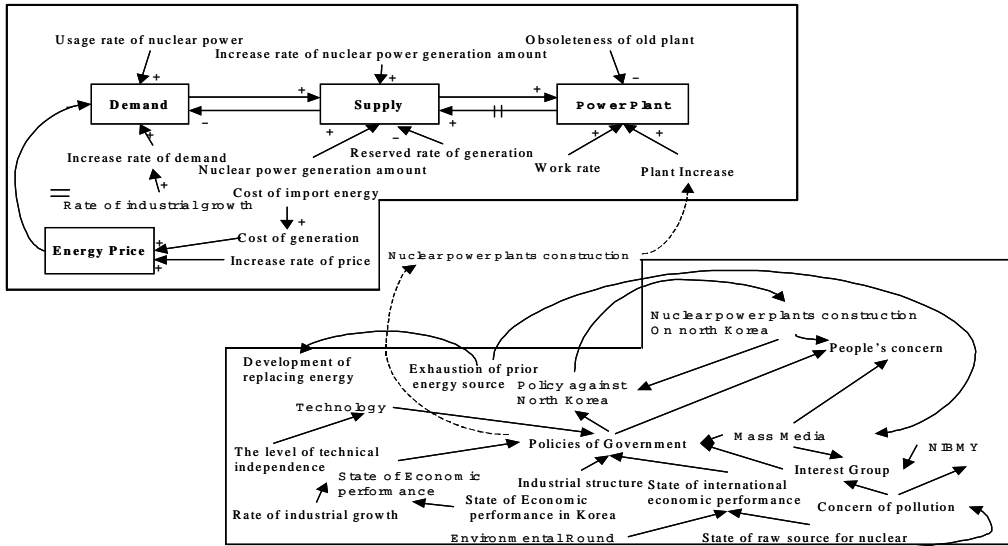 Usage rate of nuclear power
Increase rate of nuclear power generation amount
Obsoleteness of old plant
Demand
Supply
Power Plant
Increase rate of demand
Nuclear power generation amount
Reserved rate of generation
Work rate
Plant Increase
Rate of industrial growth
Cost of import energy
Energy Price
Cost of generation
Increase rate of price
Nuclear power plants construction
Nuclear power plants construction
On north Korea
People's concern
Development of
replacing energy
Exhaustion of prior
energy source
Policy against
North Korea
Technology
Policies of Government
Mass Media
NIBMY
The level of technical
independence
State of Economic
performance
Industrial structure
State of international
economic performance
Interest Group
Rate of industrial growth
State of Economic
performance in Korea
Concern of pollution
Environmental Round
State of raw source for nuclear